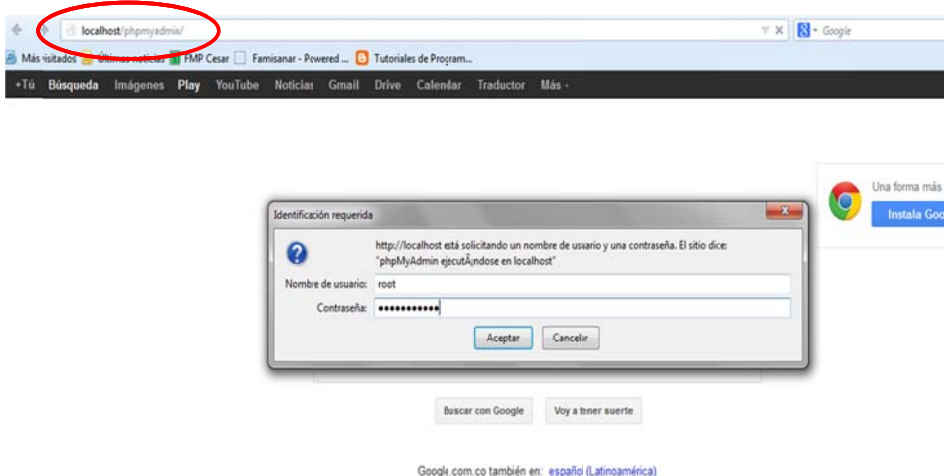 localhost/phpmyadmin/
Google
Más visitados Últimas noticias FMP Cesar Famisanar - Powered ... Tutoriales de Program...
+Tú Búsqueda Imágenes Play YouTube Noticias Gmail Drive Calendar Traductor Más
Una forma más
Instala Goo
Identificación requerida
http://localhost está solicitando un nombre de usuario y una contraseña. El sitio dice:
"phpMyAdmin ejecutÃ¡ndose en localhost"
Nombre de usuario: root
Contraseña: •••••••••••
Aceptar Cancelar
Buscar con Google Voy a tener suerte
Google.com.co también en: español (Latinoamérica)